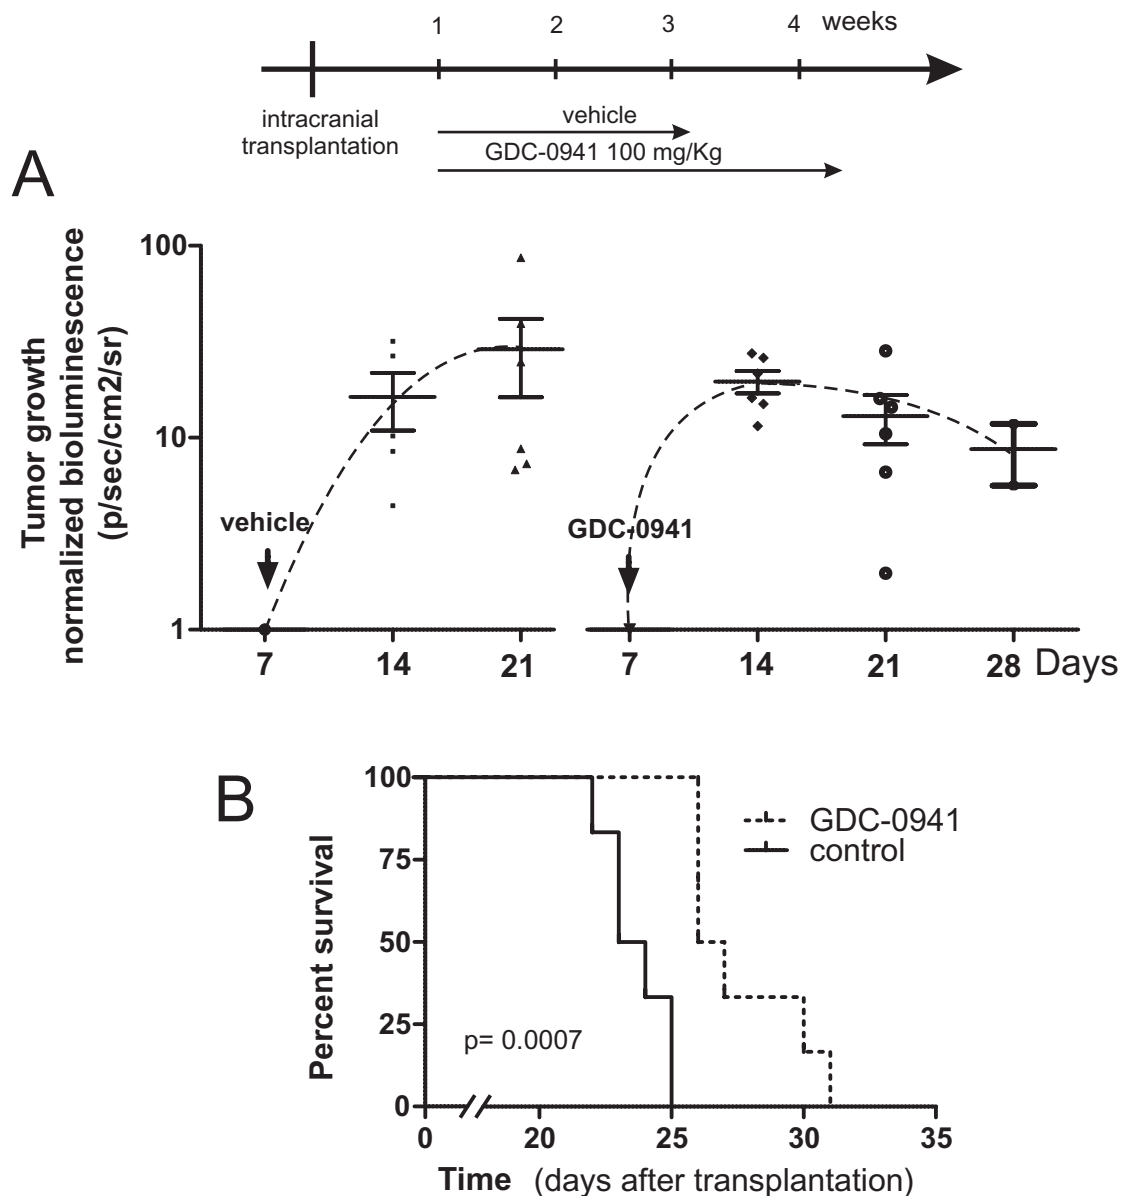 1 2 3 4 weeks
intracranial
transplantation
vehicle
GDC-0941 100 mg/Kg
A
Tumor growth
normalized bioluminescence
(p/sec/cm2/sr)
100
10
1
vehicle
GDC-0941
7 14 21 7 14 21 28 Days
B
Percent survival
100
75
50
25
0
GDC-0941
control
p= 0.0007
0 20 25 30 35
Time (days after transplantation)